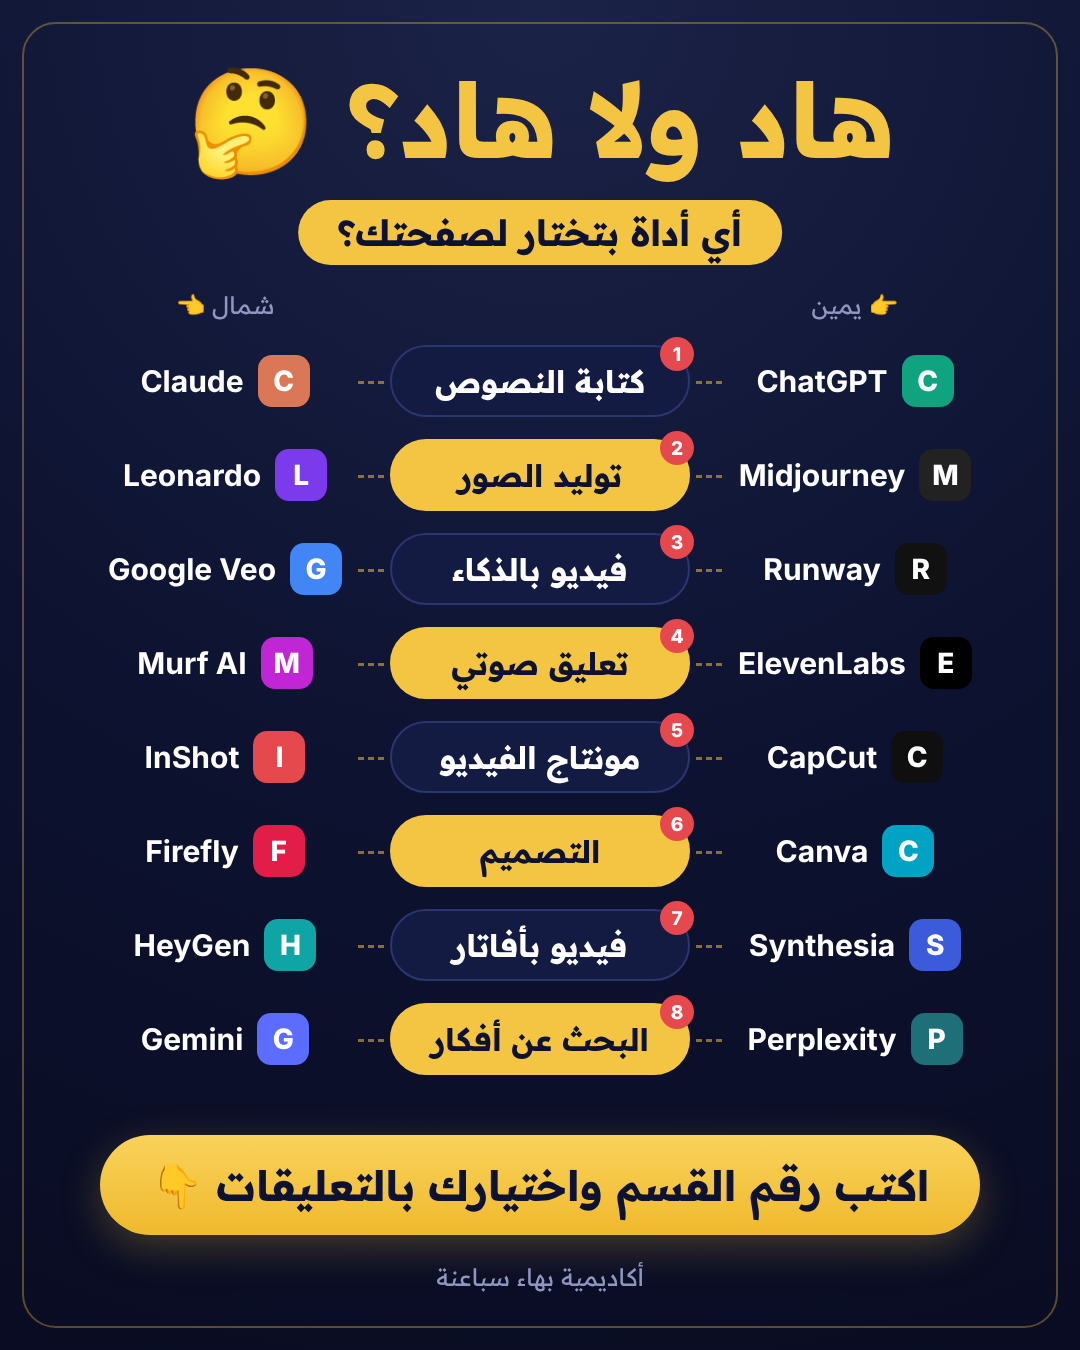 هاد ولا هاد؟ 🤔
أي أداة بتختار لصفحتك؟
👉 يمين
شمال 👈
ChatGPT C
1 كتابة النصوص
Claude C
Midjourney M
2 توليد الصور
Leonardo L
Runway R
3 فيديو بالذكاء
Google Veo G
ElevenLabs E
4 تعليق صوتي
Murf AI M
CapCut C
5 مونتاج الفيديو
InShot I
Canva C
6 التصميم
Firefly F
Synthesia S
7 فيديو بأفاتار
HeyGen H
Perplexity P
8 البحث عن أفكار
Gemini G
اكتب رقم القسم واختيارك بالتعليقات 👇
أكاديمية بهاء سباعنة